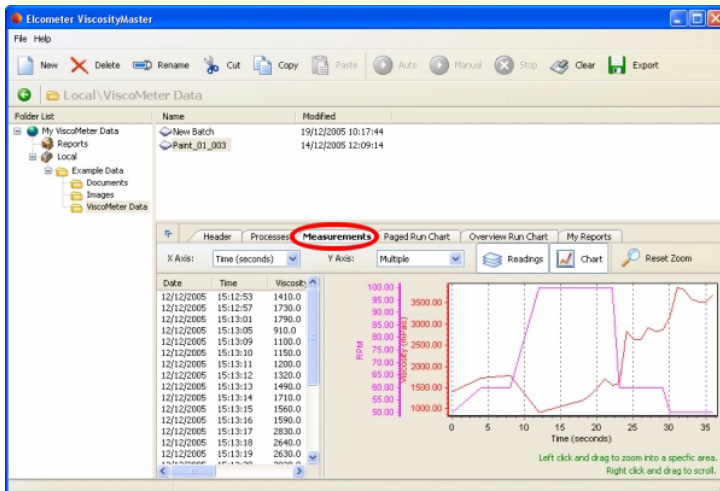 Elcometer ViscosityMaster
File Help
New Delete Rename Cut Copy Paste Auto Manual Stop Clear Export
Local\ViscoMeter Data
Folder List
My ViscoMeter Data
Reports
Local
Example Data
Documents
Images
ViscoMeter Data
Name Modified
New Batch 19/12/2005 10:17:44
Paint_01_003 14/12/2005 12:09:14
Header Processes Measurements Paged Run Chart Overview Run Chart My Reports
X Axis: Time (seconds) Y Axis: Multiple Readings Chart Reset Zoom
Date Time Viscosity
12/12/2005 15:12:53 1410.0
12/12/2005 15:12:57 1730.0
12/12/2005 15:13:01 1790.0
12/12/2005 15:13:05 910.0
12/12/2005 15:13:09 1100.0
12/12/2005 15:13:10 1150.0
12/12/2005 15:13:11 1200.0
12/12/2005 15:13:12 1320.0
12/12/2005 15:13:13 1490.0
12/12/2005 15:13:14 1710.0
12/12/2005 15:13:15 1560.0
12/12/2005 15:13:16 1590.0
12/12/2005 15:13:17 2830.0
12/12/2005 15:13:18 2640.0
12/12/2005 15:13:19 2630.0
RPM
100.00
95.00
90.00
85.00
80.00
75.00
70.00
65.00
60.00
55.00
50.00
Viscosity (mPas)
3500.00
3000.00
2500.00
2000.00
1500.00
1000.00
0 5 10 15 20 25 30 35
Time (seconds)
Left click and drag to zoom into a specfic area.
Right click and drag to scroll.